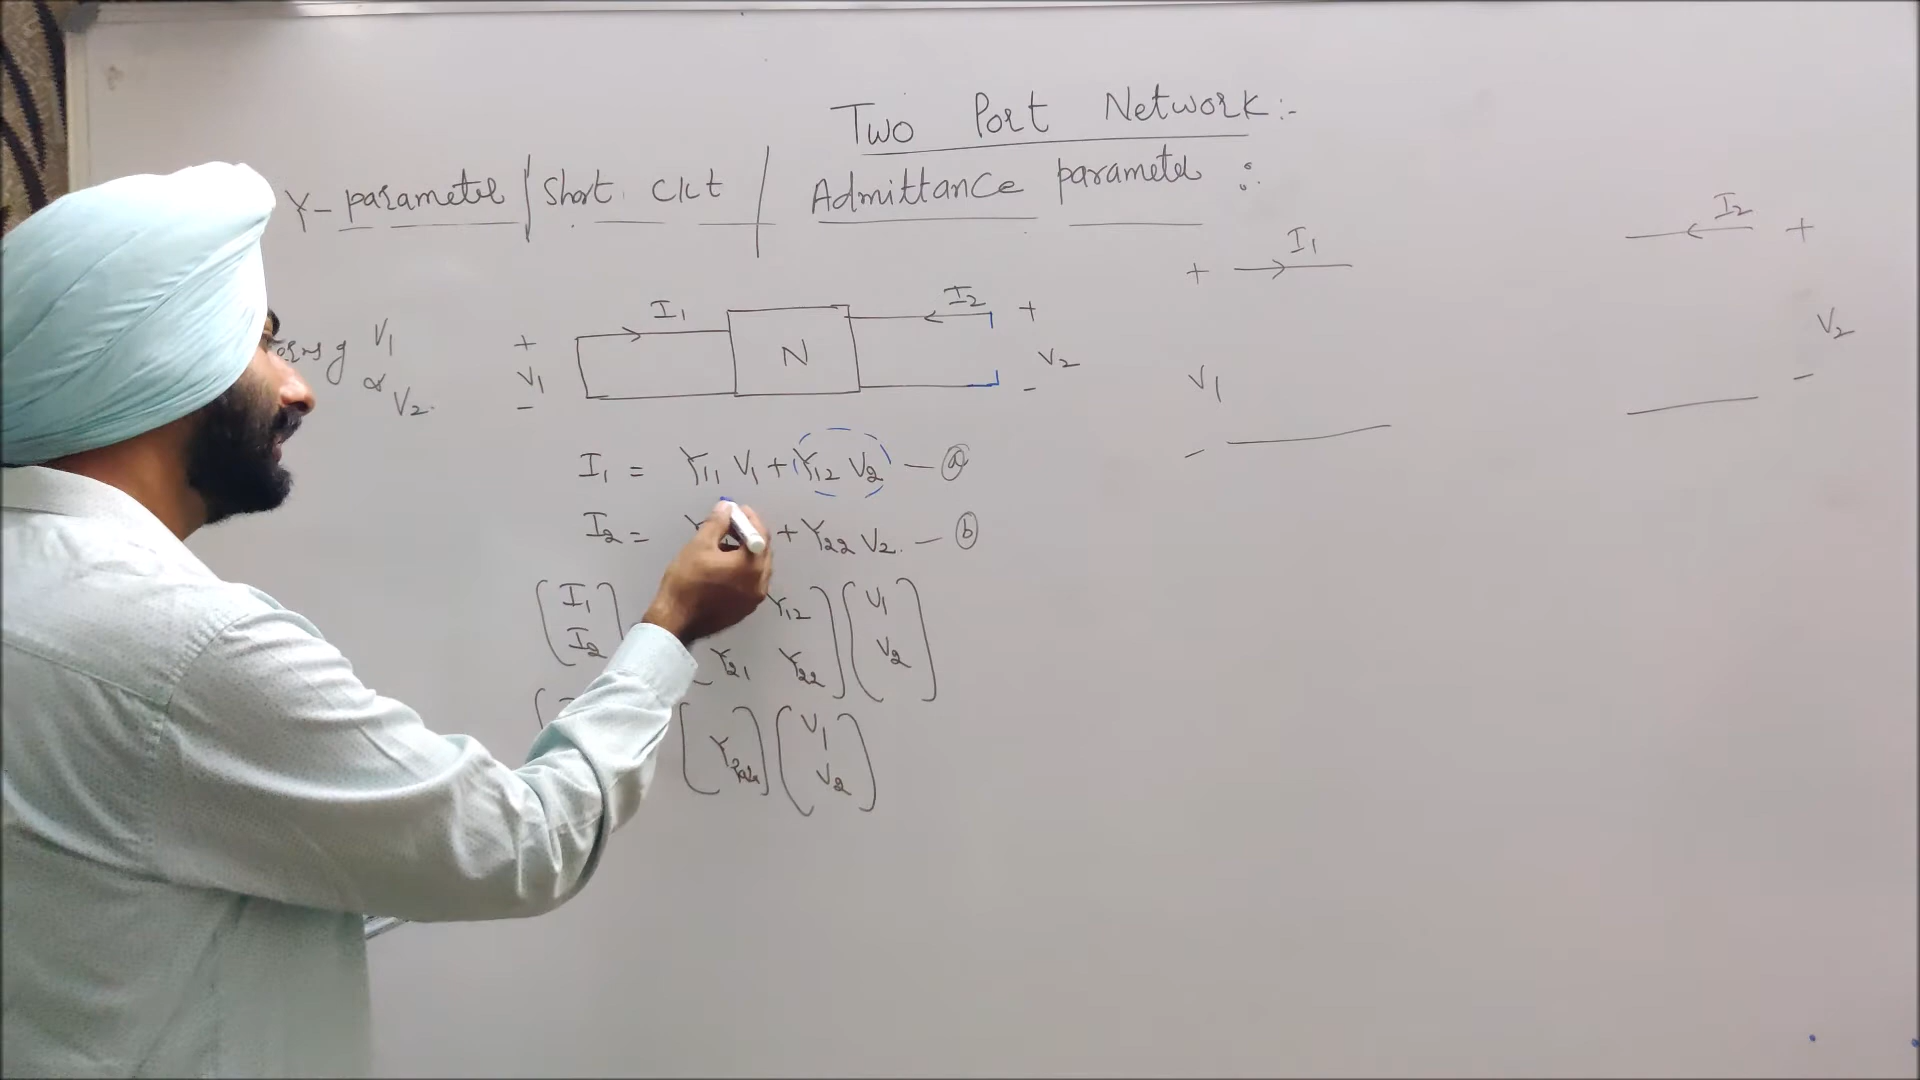 Two Port Network:-
Y-parameter / Short Ckt / Admittance parameter :
I1
I2
+
V1
&
V2.
+
V1
-
N
+
V2
-
I1 = Y11 V1 + Y12 V2 — (a)
I2 = + Y22 V2. — (b)
I1 Y12 V1
I2 Y21 Y22 V2
V1
V2
+ I1
V1
-
I2 +
V2
-